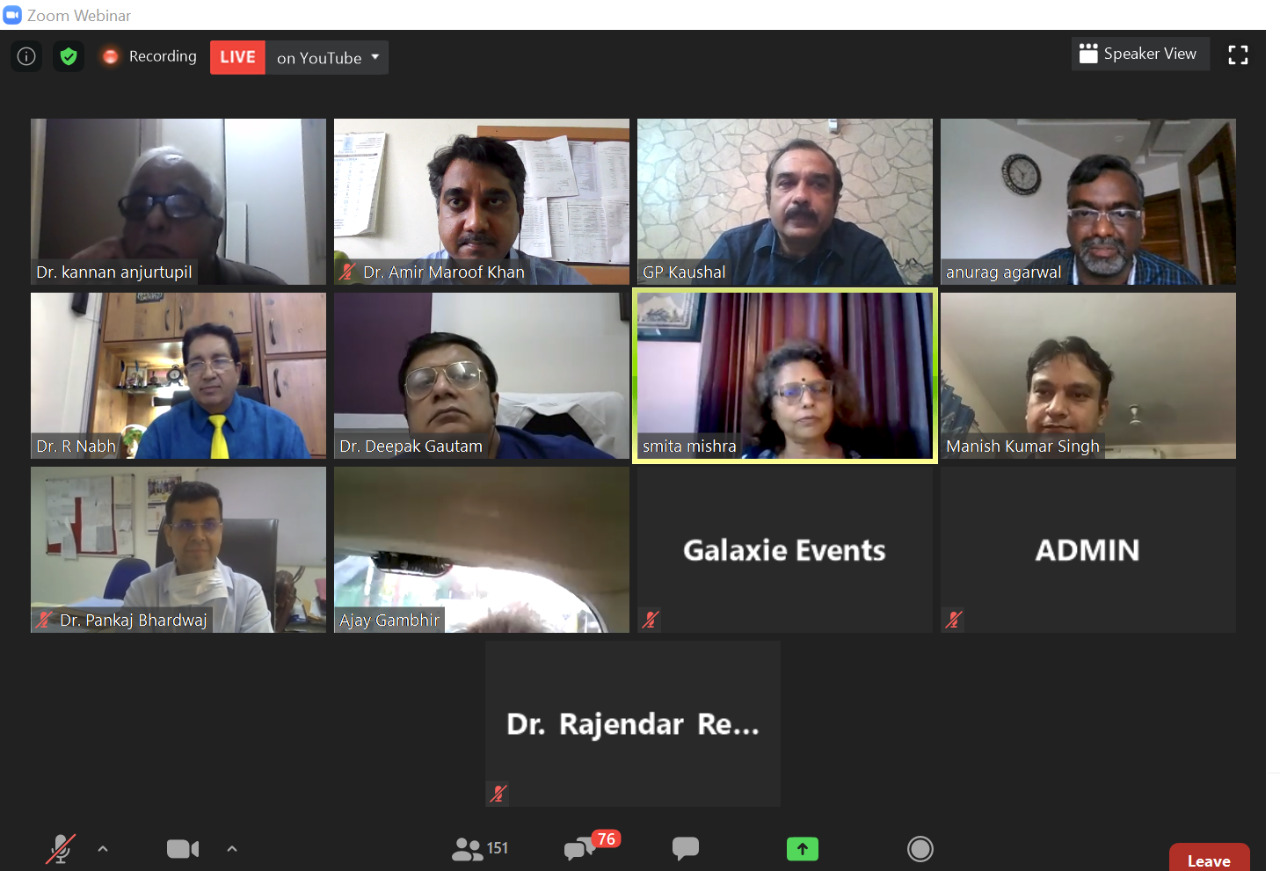 Zoom Webinar
Recording
LIVE on YouTube
Speaker View
Dr. kannan anjurtupil
Dr. Amir Maroof Khan
GP Kaushal
anurag agarwal
Dr. R Nabh
Dr. Deepak Gautam
smita mishra
Manish Kumar Singh
Dr. Pankaj Bhardwaj
Ajay Gambhir
Galaxie Events
ADMIN
Dr. Rajendar Re...
151
76
Leave